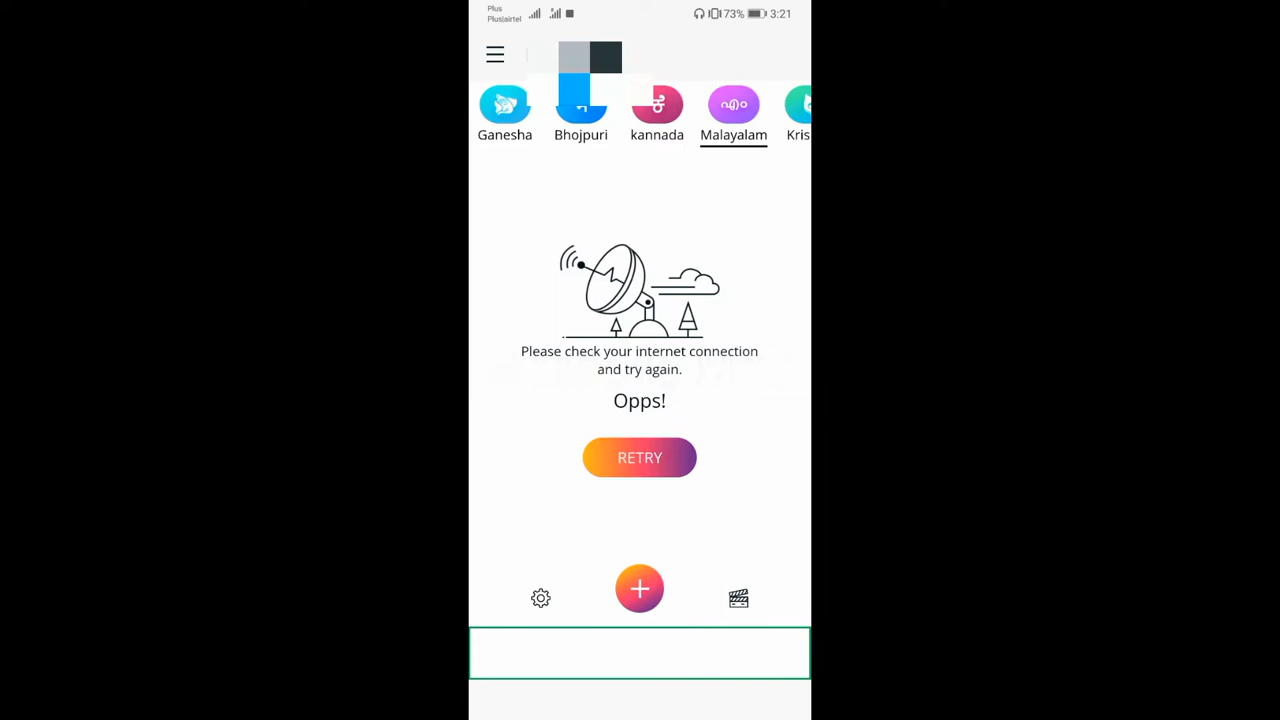 Plus
Plus|airtel
73% 3:21
എം
Ganesha Bhojpuri kannada Malayalam Kris
Please check your internet connection
and try again.
Opps!
RETRY